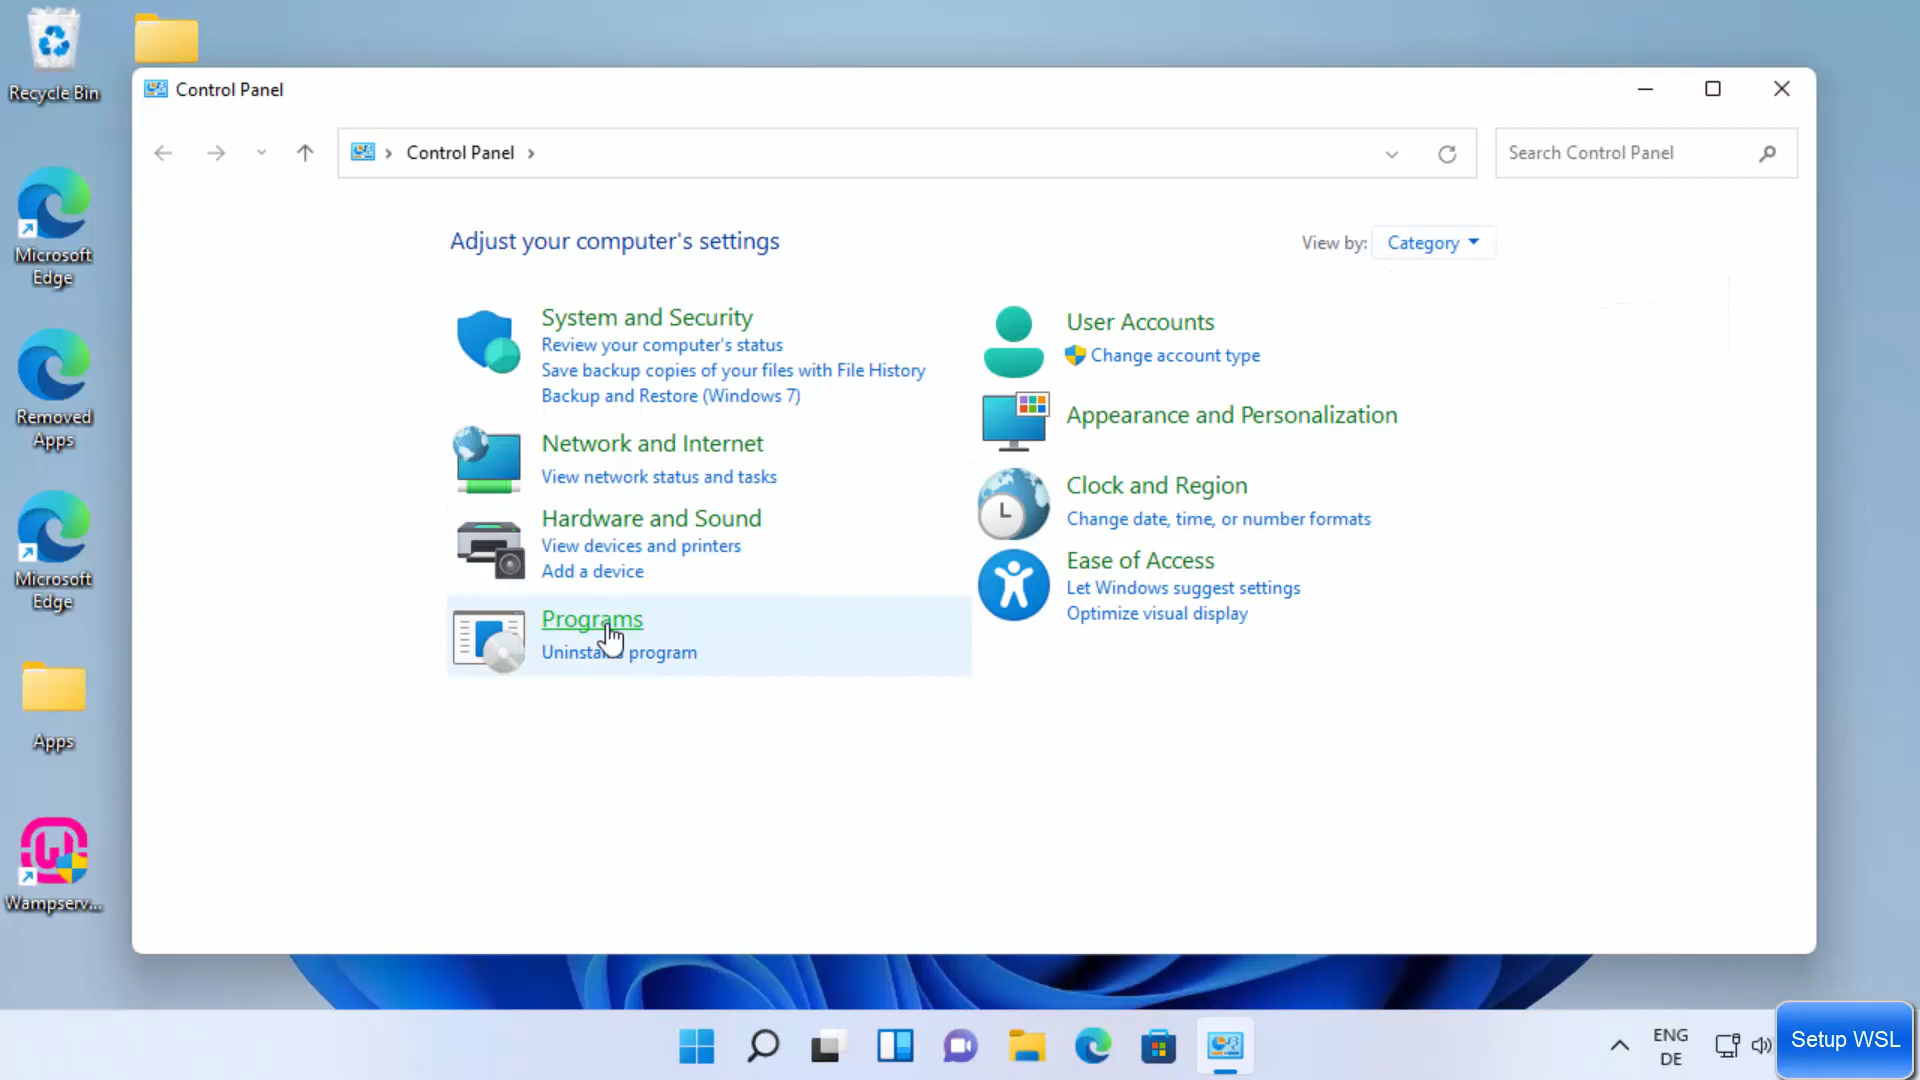 Recycle Bin
Microsoft
Edge
Removed
Apps
Microsoft
Edge
Apps
Wampserv...
Control Panel
Control Panel
Search Control Panel
Adjust your computer's settings
View by: Category
System and Security
Review your computer's status
Save backup copies of your files with File History
Backup and Restore (Windows 7)
Network and Internet
View network status and tasks
Hardware and Sound
View devices and printers
Add a device
Programs
Uninstall a program
User Accounts
Change account type
Appearance and Personalization
Clock and Region
Change date, time, or number formats
Ease of Access
Let Windows suggest settings
Optimize visual display
ENG
DE
Setup WSL